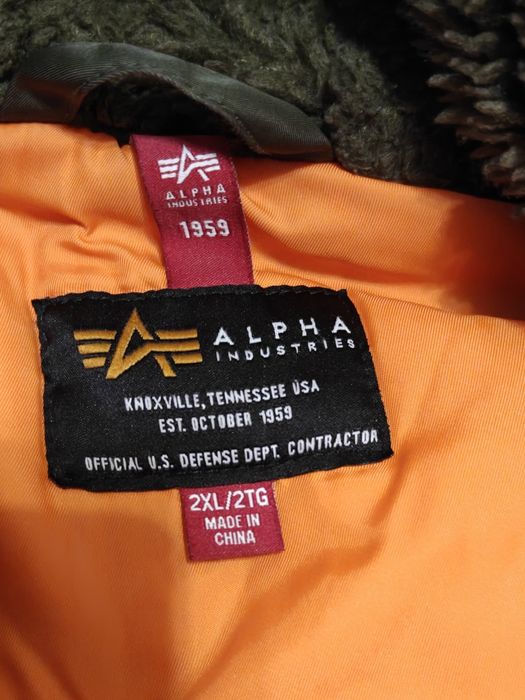 ALPHA
INDUSTRIES
1959
ALPHA
INDUSTRIES
KNOXVILLE, TENNESSEE USA
EST. OCTOBER 1959
OFFICIAL U.S. DEFENSE DEPT. CONTRACTOR
2XL/2TG
MADE IN
CHINA